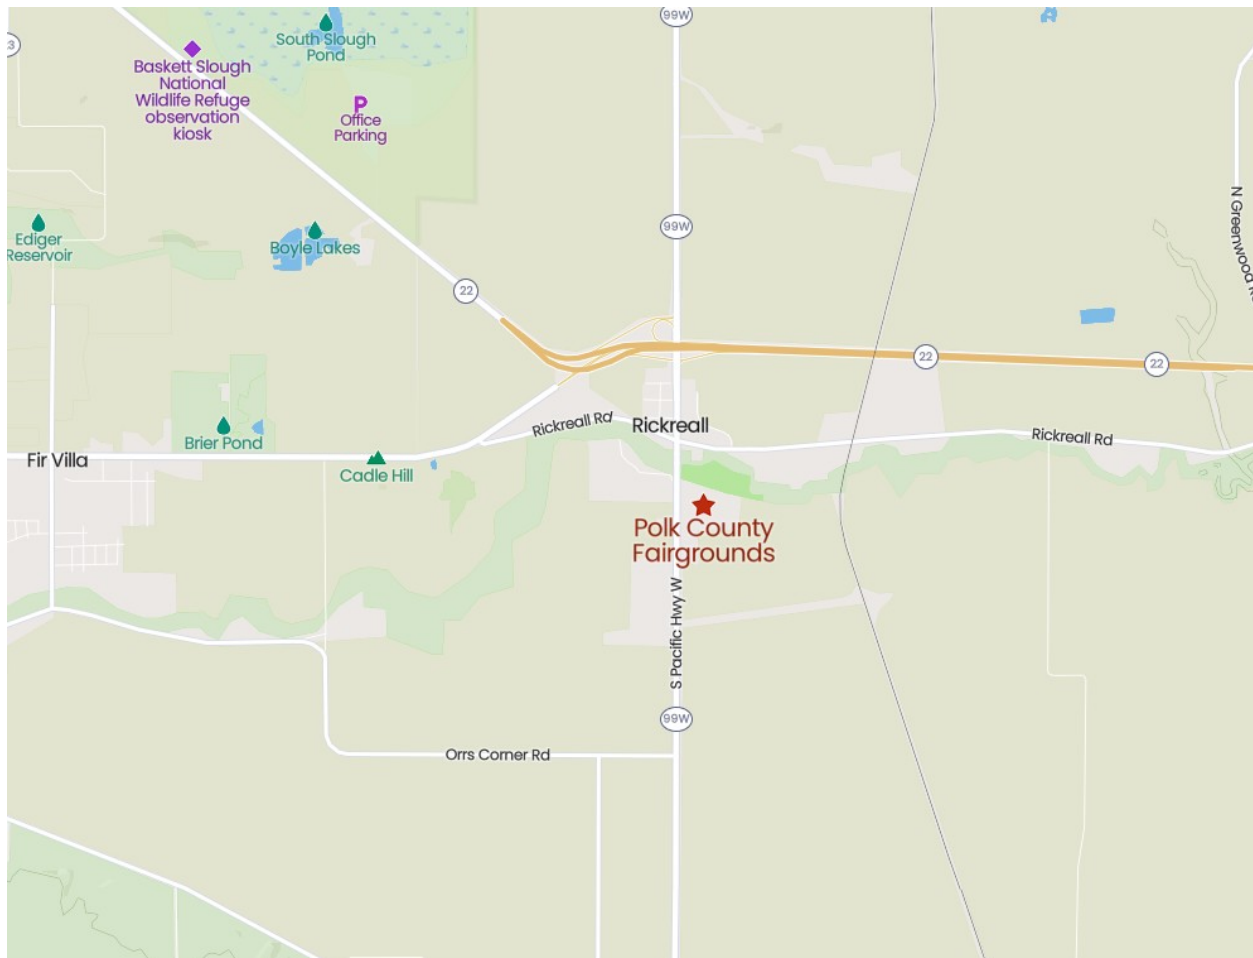 99W
South Slough
Pond
Baskett Slough
National
Wildlife Refuge
observation
kiosk
P
Office
Parking
N Greenwood
99W
Ediger
Reservoir
Boyle Lakes
22
22
22
Rickreall Rd
Rickreall
Rickreall Rd
Brier Pond
Fir Villa
Cadle Hill
Polk County
Fairgrounds
S Pacific Hwy W
99W
Orrs Corner Rd